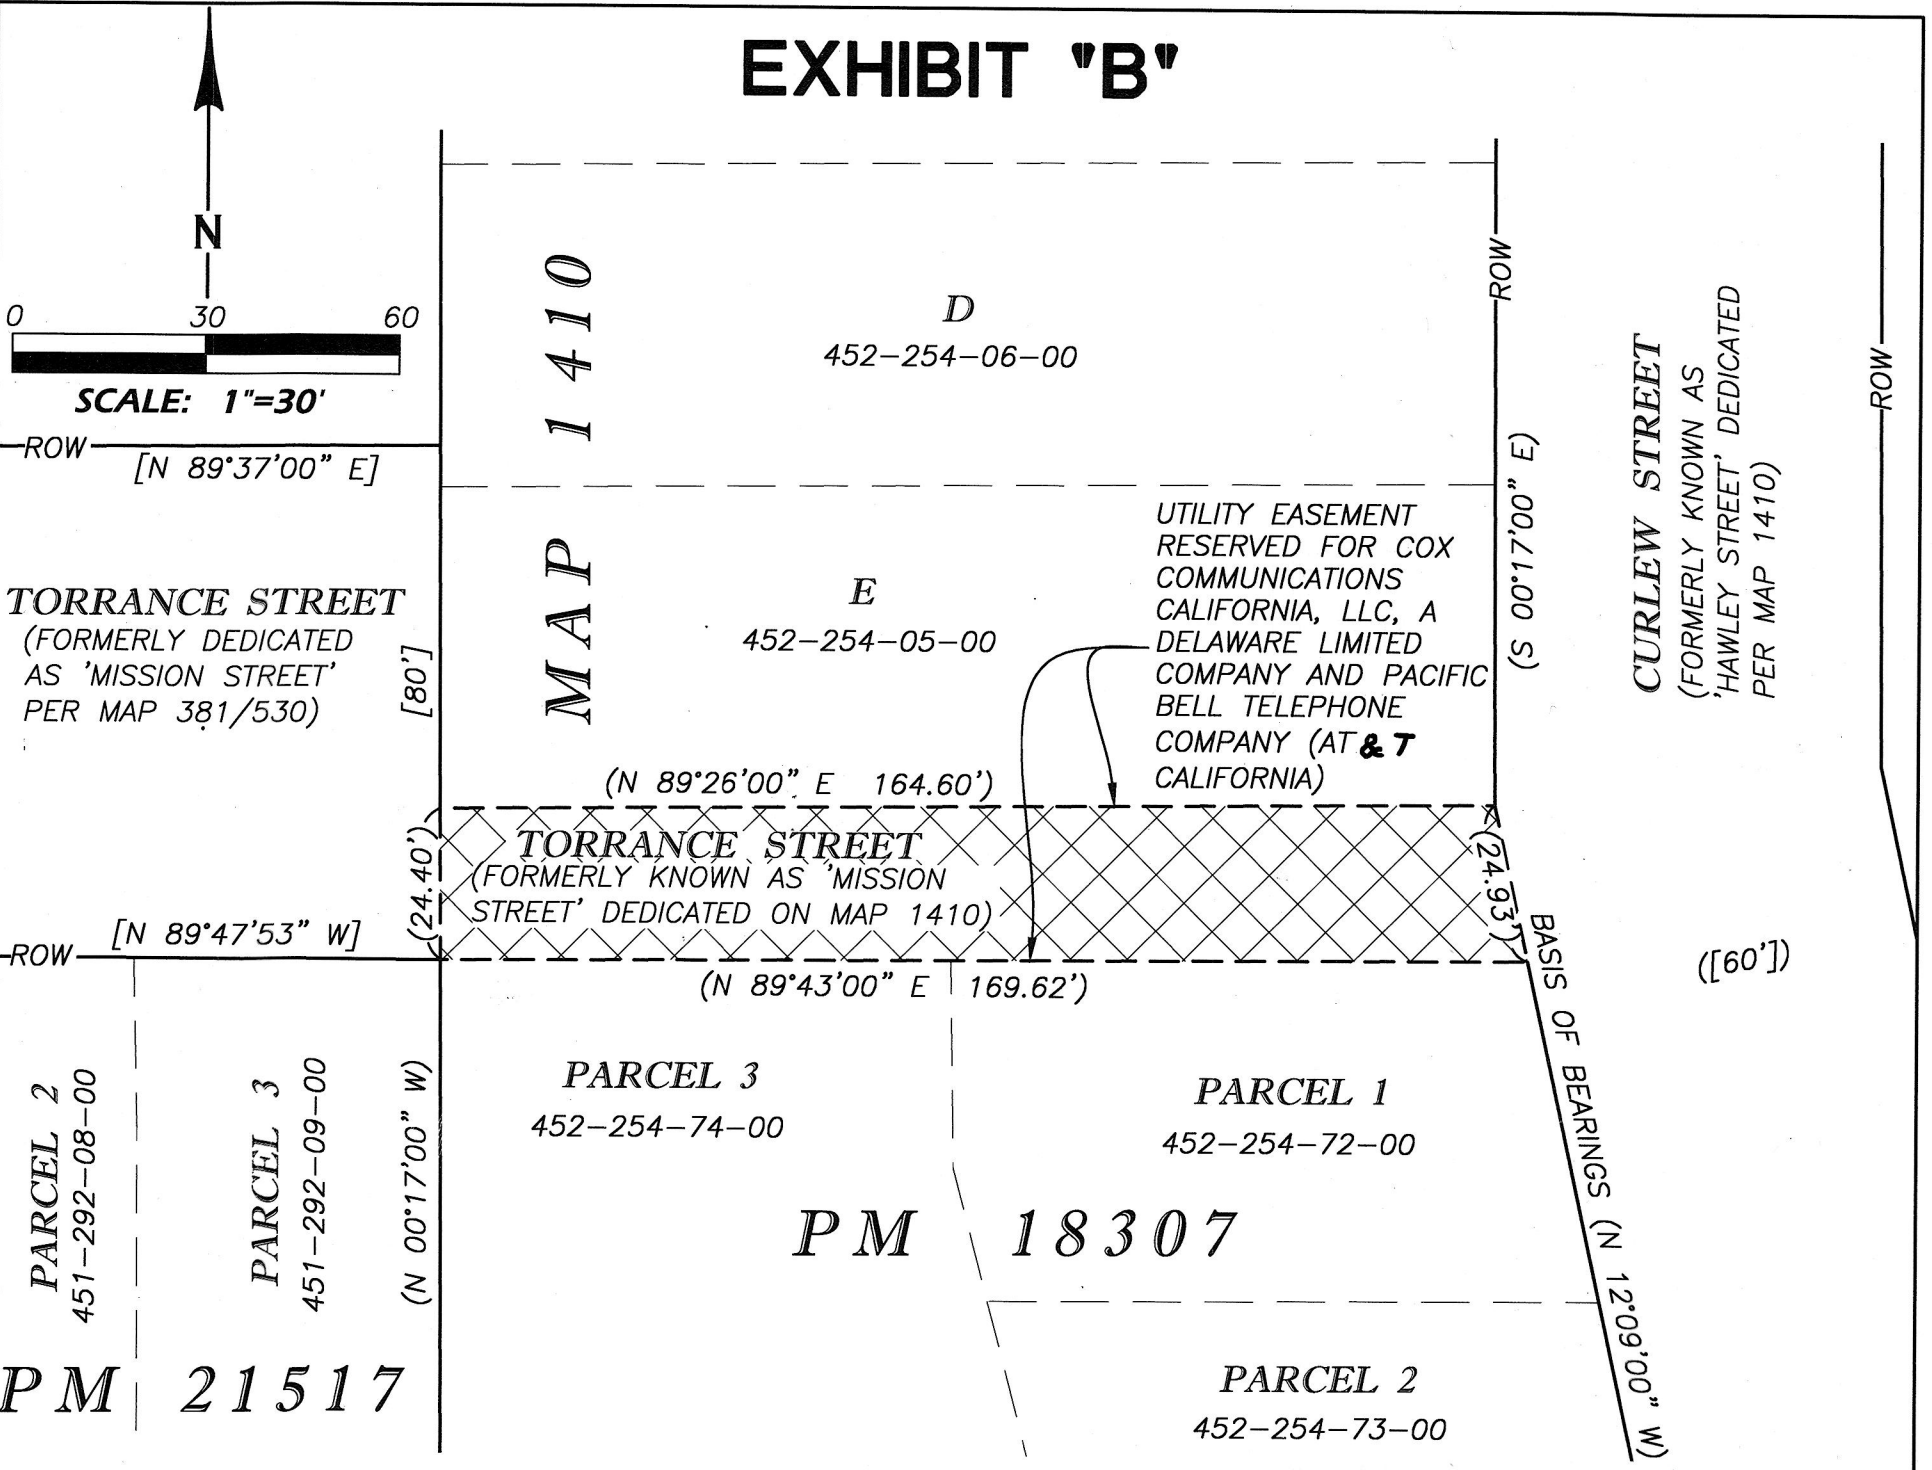 EXHIBIT "B"
N
0 30 60
SCALE: 1"=30'
ROW
[N 89°37'00" E]
TORRANCE STREET
(FORMERLY DEDICATED
AS 'MISSION STREET'
PER MAP 381/530)
[80']
MAP 1410
D
452-254-06-00
E
452-254-05-00
UTILITY EASEMENT
RESERVED FOR COX
COMMUNICATIONS
CALIFORNIA, LLC, A
DELAWARE LIMITED
COMPANY AND PACIFIC
BELL TELEPHONE
COMPANY (AT & T
CALIFORNIA)
ROW
(S 00°17'00" E)
CURLEW STREET
(FORMERLY KNOWN AS
'HAWLEY STREET' DEDICATED
PER MAP 1410)
ROW
(N 89°26'00" E 164.60')
TORRANCE STREET
(FORMERLY KNOWN AS 'MISSION
STREET' DEDICATED ON MAP 1410)
(24.40')
(24.93')
[N 89°47'53" W]
ROW
(N 89°43'00" E 169.62')
([60'])
BASIS OF BEARINGS (N 12°09'00" W)
PARCEL 2
451-292-08-00
PARCEL 3
451-292-09-00
(N 00°17'00" W)
PARCEL 3
452-254-74-00
PARCEL 1
452-254-72-00
PM 18307
PM 21517
PARCEL 2
452-254-73-00